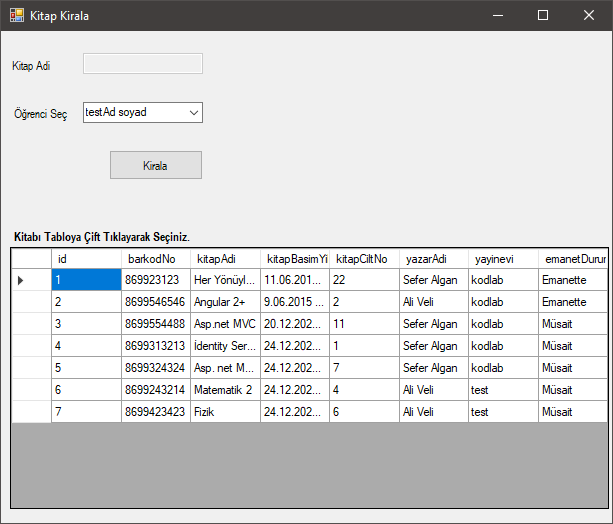 Kitap Kirala
Kitap Adi
Öğrenci Seç testAd soyad
Kirala
Kitabı Tabloya Çift Tıklayarak Seçiniz.
id barkodNo kitapAdi kitapBasimYi kitapCiltNo yazarAdi yayinevi emanetDurur
1 869923123 Her Yönüyl... 11.06.201... 22 Sefer Algan kodlab Emanette
2 8699546546 Angular 2+ 9.06.2015 ... 2 Ali Veli kodlab Emanette
3 8699554488 Asp.net MVC 20.12.202... 11 Sefer Algan kodlab Müsait
4 8699313213 İdentity Ser... 24.12.202... 1 Sefer Algan kodlab Müsait
5 8699324324 Asp. net M... 24.12.202... 7 Sefer Algan kodlab Müsait
6 8699243214 Matematik 2 24.12.202... 4 Ali Veli test Müsait
7 8699423423 Fizik 24.12.202... 6 Ali Veli test Müsait